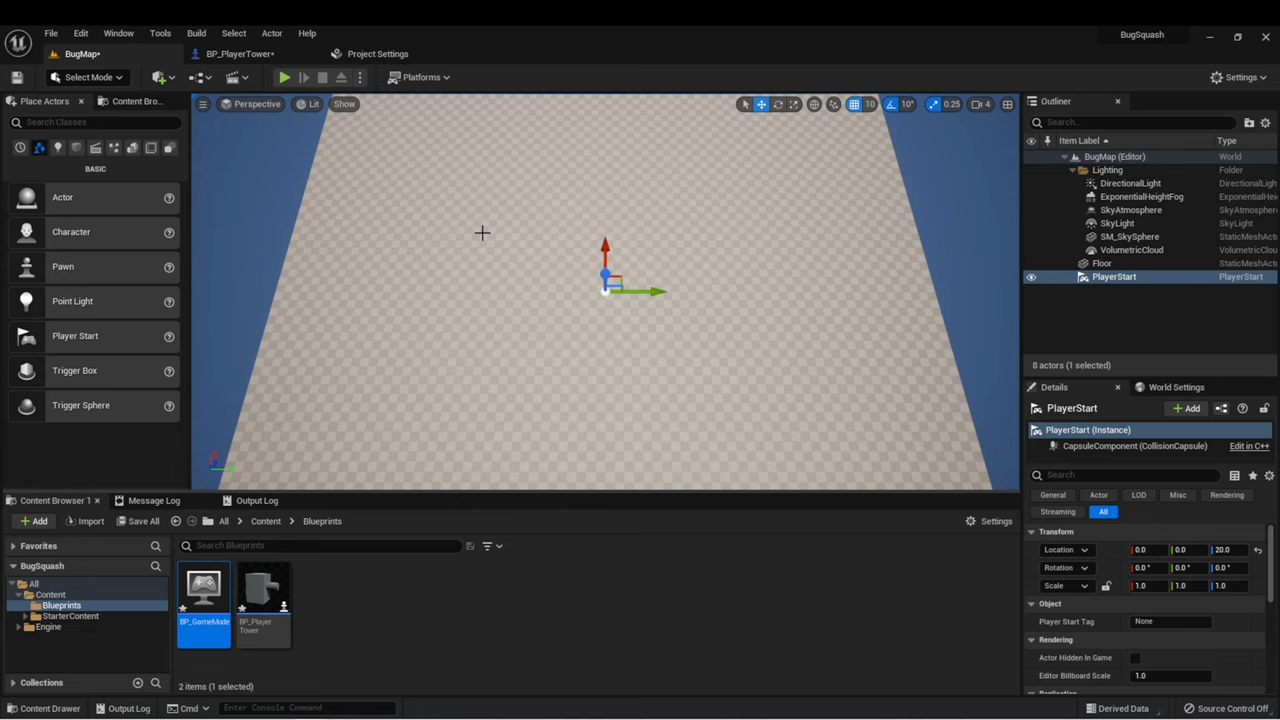 File Edit Window Tools Build Select Actor Help
BugSquash
BugMap*
BP_PlayerTower*
Project Settings
Select Mode
Platforms
Settings
Place Actors
Content Bro...
Search Classes
BASIC
Actor
Character
Pawn
Point Light
Player Start
Trigger Box
Trigger Sphere
Perspective
Lit
Show
10
10°
0.25
4
Outliner
Search...
Item Label
Type
BugMap (Editor)
World
Lighting
Folder
DirectionalLight
DirectionalLigh
ExponentialHeightFog
ExponentialHei
SkyAtmosphere
SkyAtmospher
SkyLight
SkyLight
SM_SkySphere
StaticMeshAct
VolumetricCloud
VolumetricClou
Floor
StaticMeshAct
PlayerStart
PlayerStart
8 actors (1 selected)
Details
World Settings
PlayerStart
Add
PlayerStart (Instance)
CapsuleComponent (CollisionCapsule)
Edit in C++
Search
General
Actor
LOD
Misc
Rendering
Streaming
All
Transform
Location
0.0
0.0
20.0
Rotation
0.0 °
0.0 °
0.0 °
Scale
1.0
1.0
1.0
Object
Player Start Tag
None
Rendering
Actor Hidden In Game
Editor Billboard Scale
1.0
Content Browser 1
Message Log
Output Log
Add
Import
Save All
All
Content
Blueprints
Settings
Favorites
BugSquash
All
Content
Blueprints
StarterContent
Engine
Collections
Search Blueprints
BP_GameMode
BP_Player
Tower
2 items (1 selected)
Content Drawer
Output Log
Cmd
Enter Console Command
Derived Data
Source Control Off